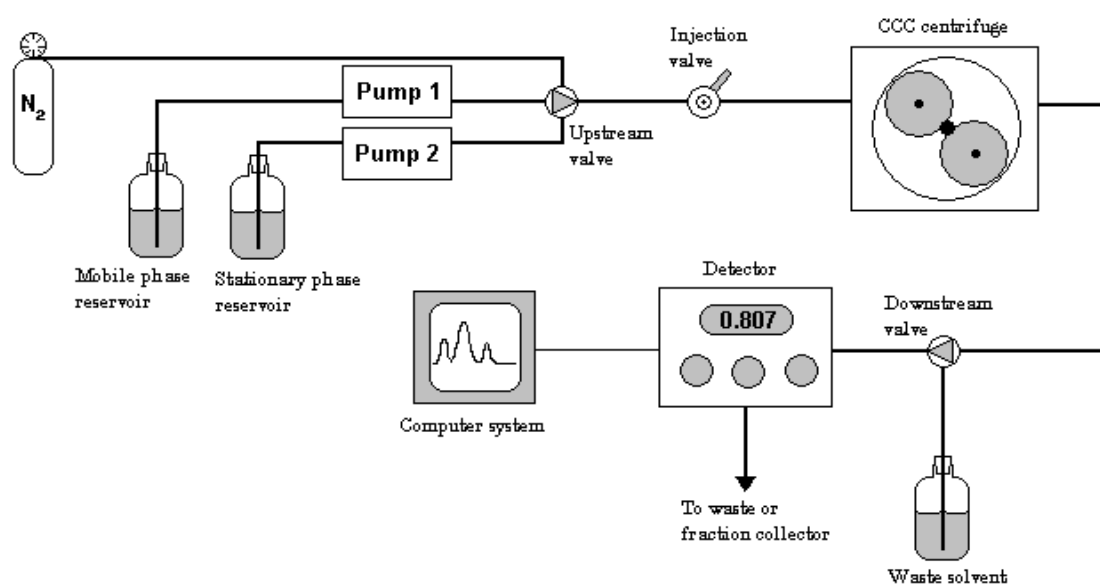 Injection
valve
CCC centrifuge
N2
Pump 1
Pump 2
Upstream
valve
Mobile phase
reservoir
Stationary phase
reservoir
Detector
0.807
Downstream
valve
Computer system
To waste or
fraction collector
Waste solvent